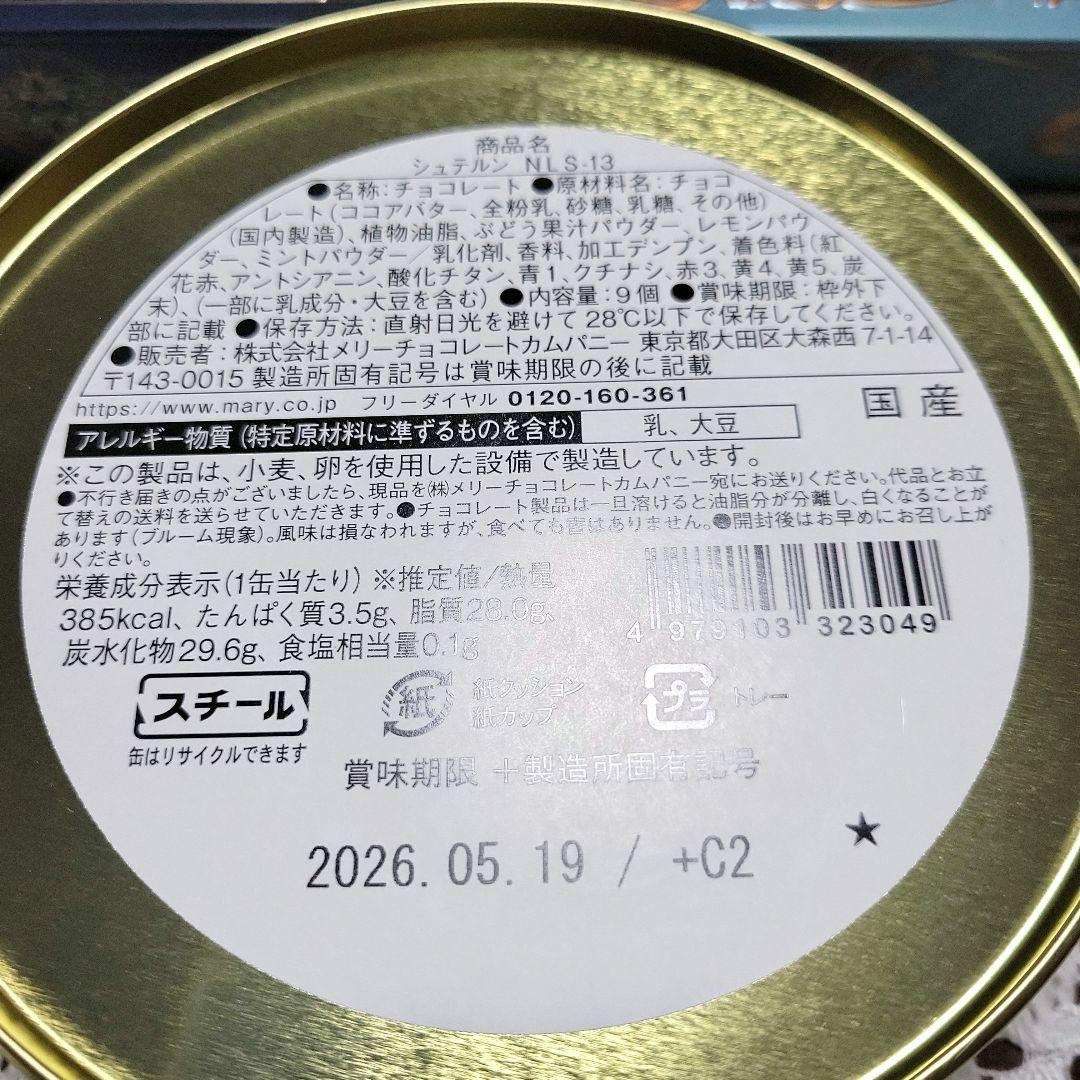 商品名
シュテルン NLS-13
●名称：チョコレート ●原材料名：チョコ
レート（ココアバター、全粉乳、砂糖、乳糖、その他）
（国内製造）、植物油脂、ぶどう果汁パウダー、レモンパウ
ダー、ミントパウダー／乳化剤、香料、加工デンプン、着色料（紅
花赤、アントシアニン、酸化チタン、青1、クチナシ、赤3、黄4、黄5、炭
末）、（一部に乳成分・大豆を含む） ●内容量：9個 ●賞味期限：枠外下
部に記載 ●保存方法：直射日光を避けて28℃以下で保存してください。
●販売者：株式会社メリーチョコレートカムパニー 東京都大田区大森西7-1-14
〒143-0015 製造所固有記号は賞味期限の後に記載
https://www.mary.co.jp フリーダイヤル 0120-160-361
国産
アレルギー物質（特定原材料に準ずるものを含む） 乳、大豆
※この製品は、小麦、卵を使用した設備で製造しています。
●不行き届きの点がございましたら、現品を㈱メリーチョコレートカムパニー宛にお送りください。代品とお立
て替えの送料を送らせていただきます。●チョコレート製品は一旦溶けると油脂分が分離し、白くなることが
あります（ブルーム現象）。風味は損なわれますが、食べても害はありません。●開封後はお早めにお召し上が
りください。
栄養成分表示（1缶当たり）※推定値/熱量
385kcal、たんぱく質3.5g、脂質28.0g、
炭水化物29.6g、食塩相当量0.1g
4 979103 323049
スチール
缶はリサイクルできます
紙
紙クッション
紙カップ
プラ
トレー
賞味期限 ＋製造所固有記号
2026.05.19 / +C2
★